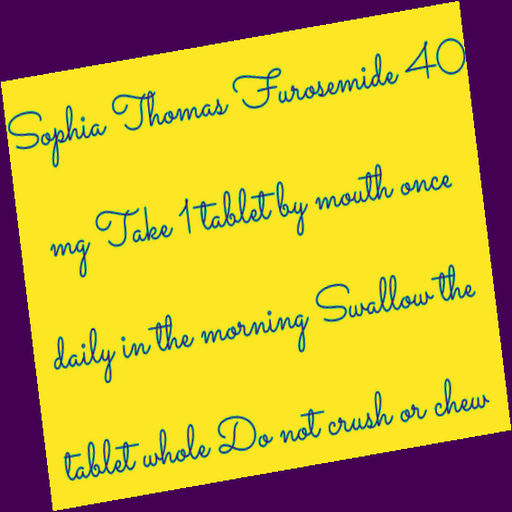 Sophia Thomas Furosemide 40
mg Take 1 tablet by mouth once
daily in the morning Swallow the
tablet whole Do not crush or chew